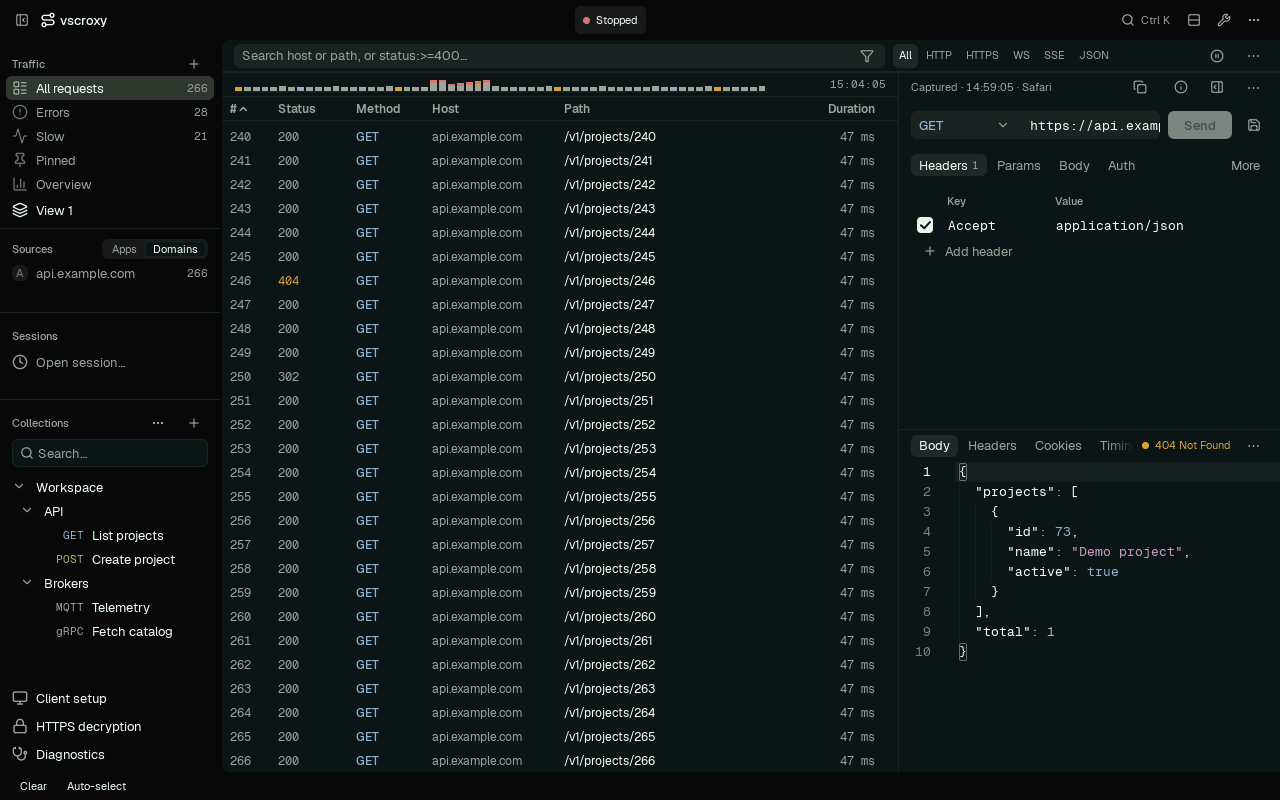 vscroxy
Stopped
Ctrl K
Traffic
All requests 266
Errors 28
Slow 21
Pinned
Overview
View 1
Sources Apps Domains
A api.example.com 266
Sessions
Open session...
Collections
Search...
Workspace
API
GET List projects
POST Create project
Brokers
MQTT Telemetry
gRPC Fetch catalog
Client setup
HTTPS decryption
Diagnostics
Clear Auto-select
Search host or path, or status:>=400...
All HTTP HTTPS WS SSE JSON
15:04:05
# Status Method Host Path Duration
240 200 GET api.example.com /v1/projects/240 47 ms
241 200 GET api.example.com /v1/projects/241 47 ms
242 200 GET api.example.com /v1/projects/242 47 ms
243 200 GET api.example.com /v1/projects/243 47 ms
244 200 GET api.example.com /v1/projects/244 47 ms
245 200 GET api.example.com /v1/projects/245 47 ms
246 404 GET api.example.com /v1/projects/246 47 ms
247 200 GET api.example.com /v1/projects/247 47 ms
248 200 GET api.example.com /v1/projects/248 47 ms
249 200 GET api.example.com /v1/projects/249 47 ms
250 302 GET api.example.com /v1/projects/250 47 ms
251 200 GET api.example.com /v1/projects/251 47 ms
252 200 GET api.example.com /v1/projects/252 47 ms
253 200 GET api.example.com /v1/projects/253 47 ms
254 200 GET api.example.com /v1/projects/254 47 ms
255 200 GET api.example.com /v1/projects/255 47 ms
256 200 GET api.example.com /v1/projects/256 47 ms
257 200 GET api.example.com /v1/projects/257 47 ms
258 200 GET api.example.com /v1/projects/258 47 ms
259 200 GET api.example.com /v1/projects/259 47 ms
260 200 GET api.example.com /v1/projects/260 47 ms
261 200 GET api.example.com /v1/projects/261 47 ms
262 200 GET api.example.com /v1/projects/262 47 ms
263 200 GET api.example.com /v1/projects/263 47 ms
264 200 GET api.example.com /v1/projects/264 47 ms
265 200 GET api.example.com /v1/projects/265 47 ms
266 200 GET api.example.com /v1/projects/266 47 ms
Captured · 14:59:05 · Safari
GET https://api.examp Send
Headers 1 Params Body Auth More
Key Value
Accept application/json
Add header
Body Headers Cookies Timin 404 Not Found
1 {
2 "projects": [
3 {
4 "id": 73,
5 "name": "Demo project",
6 "active": true
7 }
8 ],
9 "total": 1
10 }